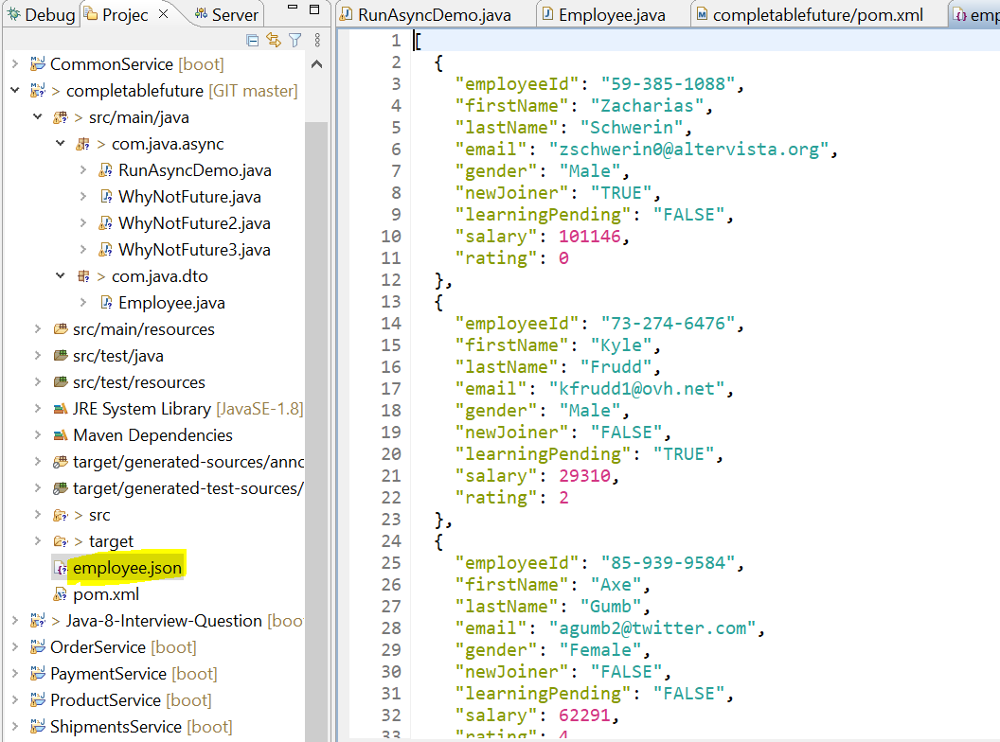 Debug
Projec
Server
CommonService [boot]
> completablefuture [GIT master]
> src/main/java
> com.java.async
RunAsyncDemo.java
WhyNotFuture.java
WhyNotFuture2.java
WhyNotFuture3.java
> com.java.dto
Employee.java
src/main/resources
src/test/java
src/test/resources
JRE System Library [JavaSE-1.8]
Maven Dependencies
target/generated-sources/annc
target/generated-test-sources/
> src
> target
employee.json
pom.xml
> Java-8-Interview-Question [boo
OrderService [boot]
PaymentService [boot]
ProductService [boot]
ShipmentsService [boot]
RunAsyncDemo.java
Employee.java
completablefuture/pom.xml
emp
1 [
2 {
3 "employeeId": "59-385-1088",
4 "firstName": "Zacharias",
5 "lastName": "Schwerin",
6 "email": "zschwerin0@altervista.org",
7 "gender": "Male",
8 "newJoiner": "TRUE",
9 "learningPending": "FALSE",
10 "salary": 101146,
11 "rating": 0
12 },
13 {
14 "employeeId": "73-274-6476",
15 "firstName": "Kyle",
16 "lastName": "Frudd",
17 "email": "kfrudd1@ovh.net",
18 "gender": "Male",
19 "newJoiner": "FALSE",
20 "learningPending": "TRUE",
21 "salary": 29310,
22 "rating": 2
23 },
24 {
25 "employeeId": "85-939-9584",
26 "firstName": "Axe",
27 "lastName": "Gumb",
28 "email": "agumb2@twitter.com",
29 "gender": "Female",
30 "newJoiner": "FALSE",
31 "learningPending": "FALSE",
32 "salary": 62291,
33 "rating": 4